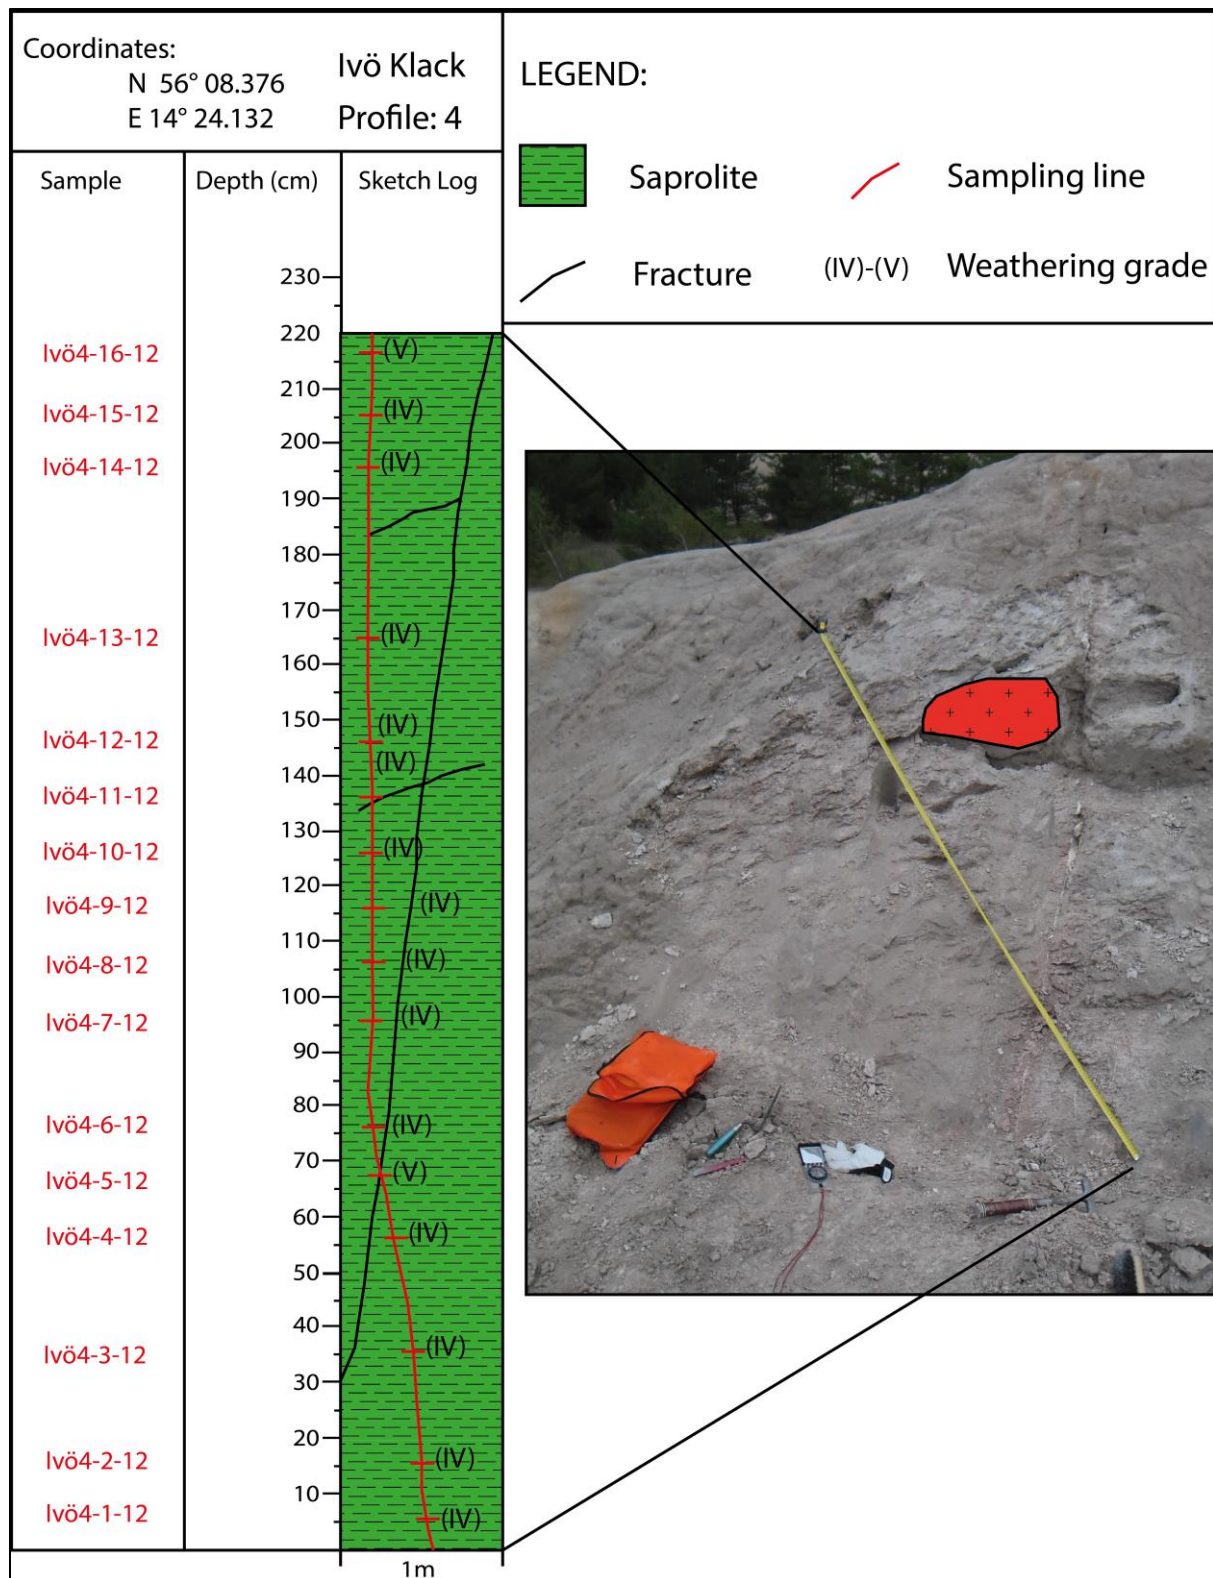 Coordinates:
N 56° 08.376
E 14° 24.132
Ivö Klack
Profile: 4
LEGEND:
Saprolite
Sampling line
Fracture
(IV)-(V) Weathering grade
Sample Depth (cm) Sketch Log
230
220
Ivö4-16-12 (V)
210
Ivö4-15-12 (IV)
200
Ivö4-14-12 (IV)
190
180
170
Ivö4-13-12 (IV)
160
150
Ivö4-12-12 (IV)
140 (IV)
Ivö4-11-12
130
Ivö4-10-12 (IV)
120
Ivö4-9-12 (IV)
110
Ivö4-8-12 (IV)
100
Ivö4-7-12 (IV)
90
80
Ivö4-6-12 (IV)
70
Ivö4-5-12 (V)
60
Ivö4-4-12 (IV)
50
40
Ivö4-3-12 (IV)
30
20
Ivö4-2-12 (IV)
10
Ivö4-1-12 (IV)
1m